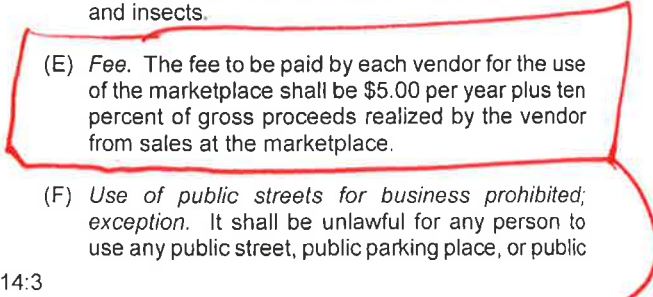 and insects.
(E) Fee. The fee to be paid by each vendor for the use
of the marketplace shall be $5.00 per year plus ten
percent of gross proceeds realized by the vendor
from sales at the marketplace.
(F) Use of public streets for business prohibited;
exception. It shall be unlawful for any person to
use any public street, public parking place, or public
14:3